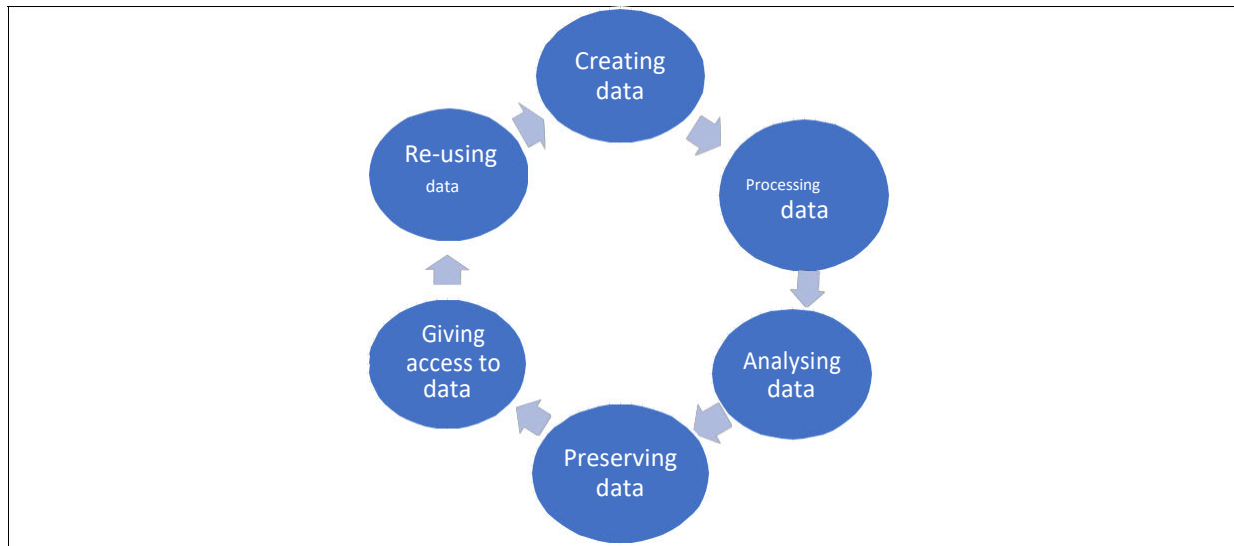 Creating
data
Processing
data
Analysing
data
Preserving
data
Giving
access to
data
Re-using
data